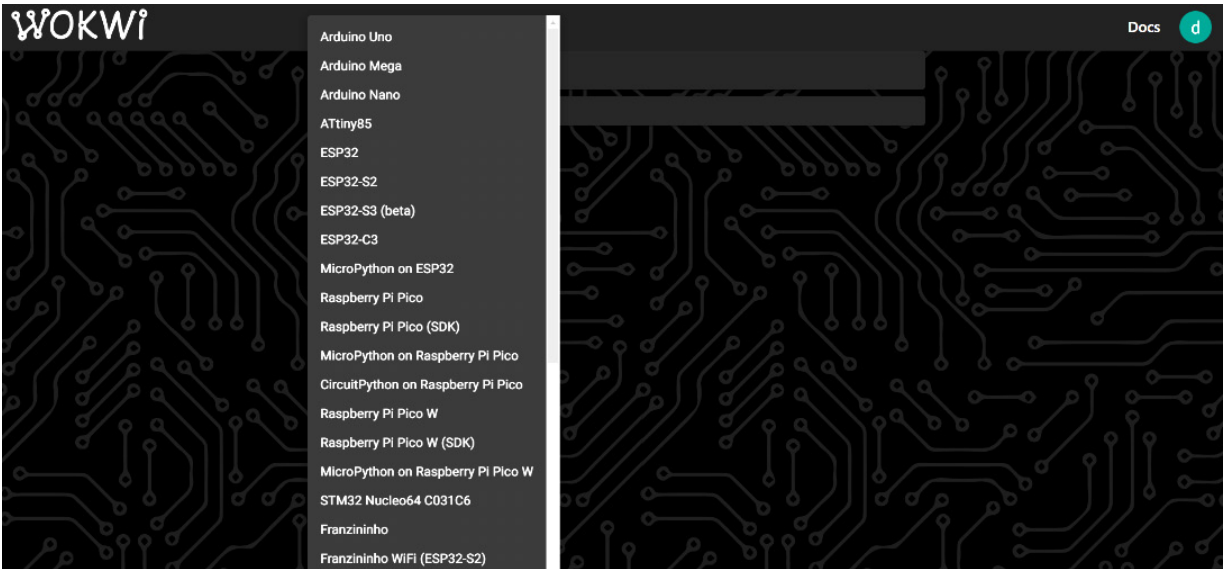 WOKWi
Docs
d
Arduino Uno
Arduino Mega
Arduino Nano
ATtiny85
ESP32
ESP32-S2
ESP32-S3 (beta)
ESP32-C3
MicroPython on ESP32
Raspberry Pi Pico
Raspberry Pi Pico (SDK)
MicroPython on Raspberry Pi Pico
CircuitPython on Raspberry Pi Pico
Raspberry Pi Pico W
Raspberry Pi Pico W (SDK)
MicroPython on Raspberry Pi Pico W
STM32 Nucleo64 C031C6
Franzininho
Franzininho WiFi (ESP32-S2)